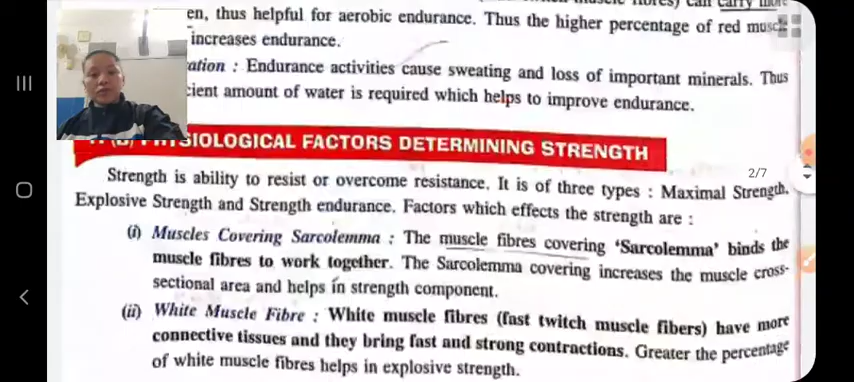 en, thus helpful for aerobic endurance. Thus the higher percentage of red muscle
increases endurance.
ation : Endurance activities cause sweating and loss of important minerals. Thus
cient amount of water is required which helps to improve endurance.
PHYSIOLOGICAL FACTORS DETERMINING STRENGTH
2/7
Strength is ability to resist or overcome resistance. It is of three types : Maximal Strength,
Explosive Strength and Strength endurance. Factors which effects the strength are :
(i) Muscles Covering Sarcolemma : The muscle fibres covering 'Sarcolemma' binds the
muscle fibres to work together. The Sarcolemma covering increases the muscle cross-
sectional area and helps in strength component.
(ii) White Muscle Fibre : White muscle fibres (fast twitch muscle fibers) have more
connective tissues and they bring fast and strong contractions. Greater the percentage
of white muscle fibres helps in explosive strength.